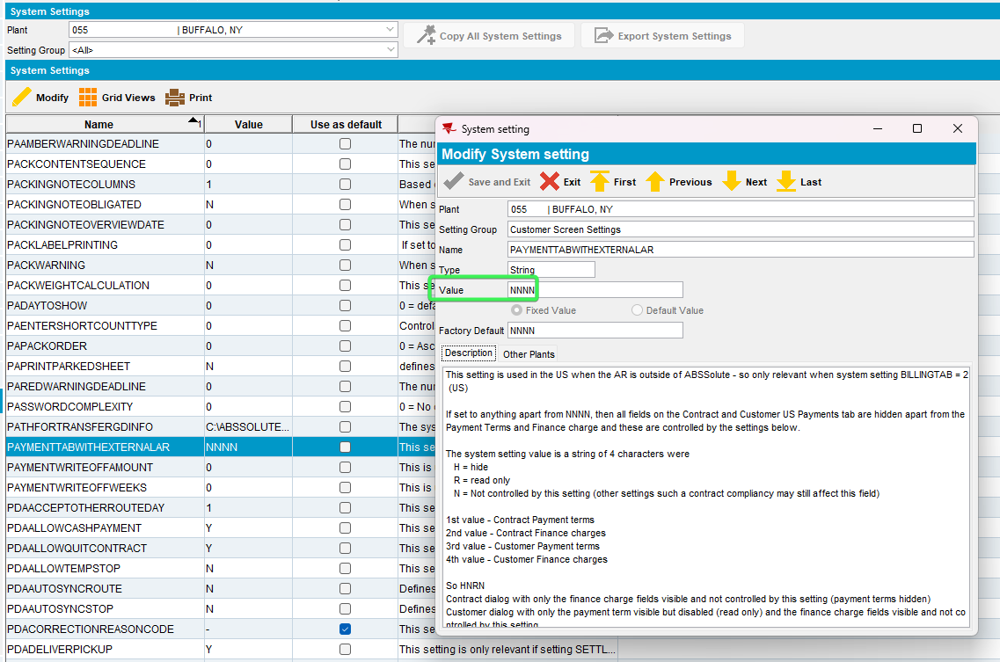 System Settings
Plant 055 | BUFFALO, NY
Copy All System Settings
Export System Settings
Setting Group <All>
System Settings
Modify Grid Views Print
Name 1 Value Use as default
PAAMBERWARNINGDEADLINE 0 The nu
PACKCONTENTSEQUENCE 0 This se
PACKINGNOTECOLUMNS 1 Based
PACKINGNOTEOBLIGATED N When s
PACKINGNOTEOVERVIEWDATE 0 This se
PACKLABELPRINTING 0 If set to
PACKWARNING N When s
PACKWEIGHTCALCULATION 0 This se
PADAYTOSHOW 0 0 = defa
PAENTERSHORTCOUNTTYPE 0 Control
PAPACKORDER 0 0 = Asc
PAPRINTPARKEDSHEET N defines
PAREDWARNINGDEADLINE 0 The nu
PASSWORDCOMPLEXITY 0 0 = No
PATHFORTRANSFERGDINFO C:\ABSSOLUTE... The sys
PAYMENTTABWITHEXTERNALAR NNNN This se
PAYMENTWRITEOFFAMOUNT 0 This is
PAYMENTWRITEOFFWEEKS 0 This is
PDAACCEPTOTHERROUTEDAY 1 This se
PDAALLOWCASHPAYMENT Y This se
PDAALLOWQUITCONTRACT Y This se
PDAALLOWTEMPSTOP N This se
PDAAUTOSYNCROUTE N Defines
PDAAUTOSYNCSTOP N Defines
PDACORRECTIONREASONCODE - This se
PDADELIVERPICKUP Y This setting is only relevant if setting SETTL...
System setting
Modify System setting
Save and Exit Exit First Previous Next Last
Plant 055 | BUFFALO, NY
Setting Group Customer Screen Settings
Name PAYMENTTABWITHEXTERNALAR
Type String
Value NNNN
Fixed Value Default Value
Factory Default NNNN
Description Other Plants
This setting is used in the US when the AR is outside of ABSSolute - so only relevant when system setting BILLINGTAB = 2
(US)
If set to anything apart from NNNN, then all fields on the Contract and Customer US Payments tab are hidden apart from the
Payment Terms and Finance charge and these are controlled by the settings below.
The system setting value is a string of 4 characters were
H = hide
R = read only
N = Not controlled by this setting (other settings such a contract compliancy may still affect this field)
1st value - Contract Payment terms
2nd value - Contract Finance charges
3rd value - Customer Payment terms
4th value - Customer Finance charges
So HNRN
Contract dialog with only the finance charge fields visible and not controlled by this setting (payment terms hidden)
Customer dialog with only the payment term visible but disabled (read only) and the finance charge fields visible and not co
ntrolled by this setting